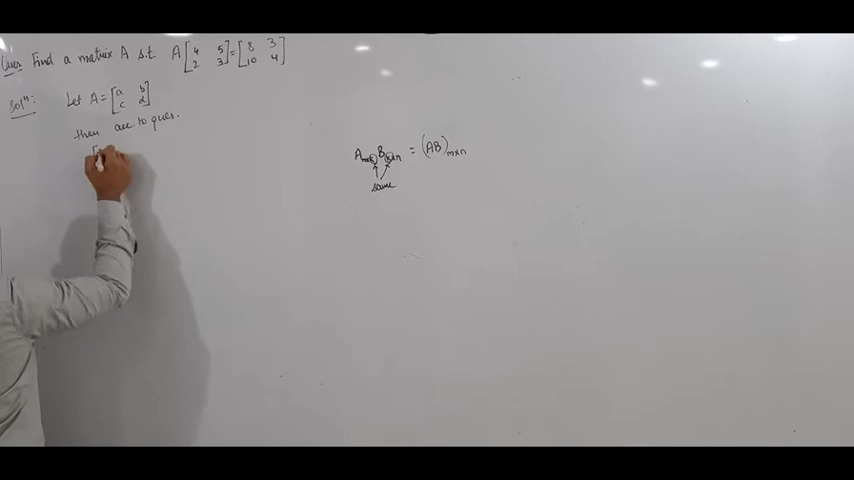 Ques Find a matrix A s.t. A [4 5 2 3] = [8 3 10 4]
Solⁿ: Let A = [a b c d]
then acc. to ques.
A m×k B k×n = (AB) m×n
same